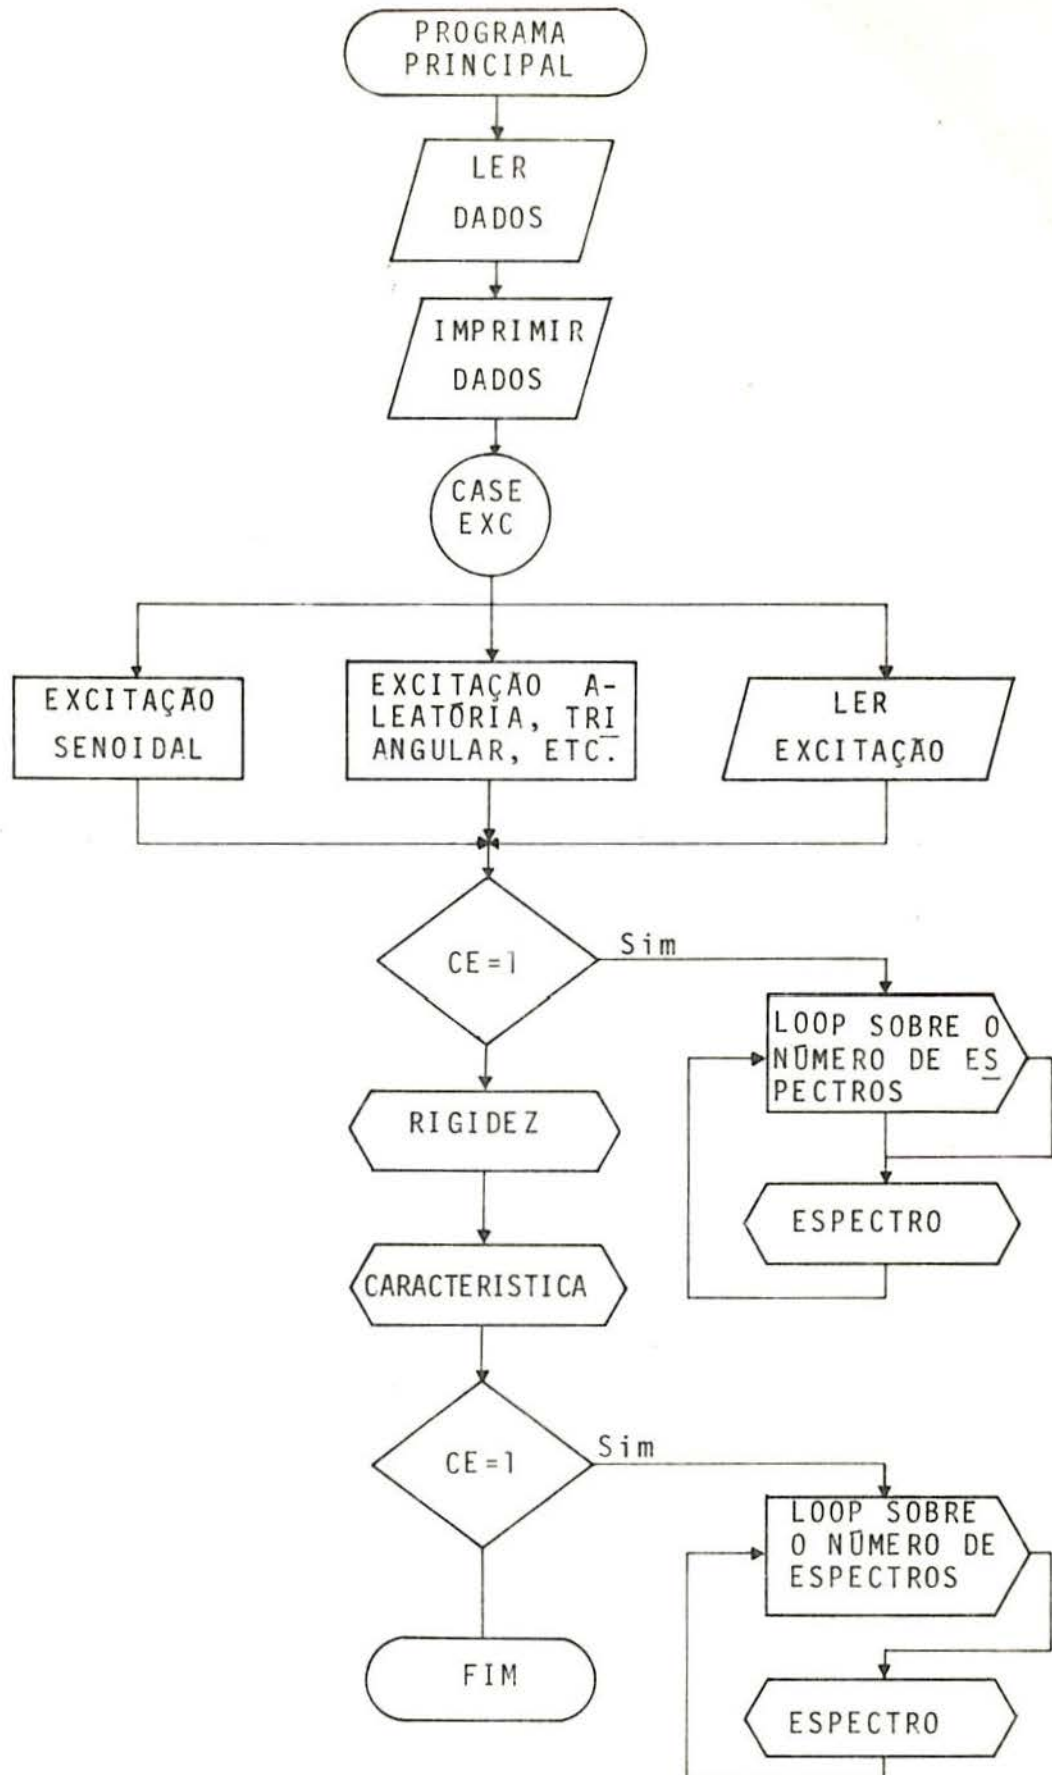 PROGRAMA
PRINCIPAL
LER
DADOS
IMPRIMIR
DADOS
CASE
EXC
EXCITAÇÃO
SENOIDAL
EXCITAÇÃO A-
LEATÓRIA, TRI
ANGULAR, ETC.
LER
EXCITAÇÃO
CE=1
Sim
LOOP SOBRE O
NÚMERO DE ES
PECTROS
RIGIDEZ
ESPECTRO
CARACTERISTICA
CE=1
Sim
LOOP SOBRE
O NÚMERO DE
ESPECTROS
FIM
ESPECTRO